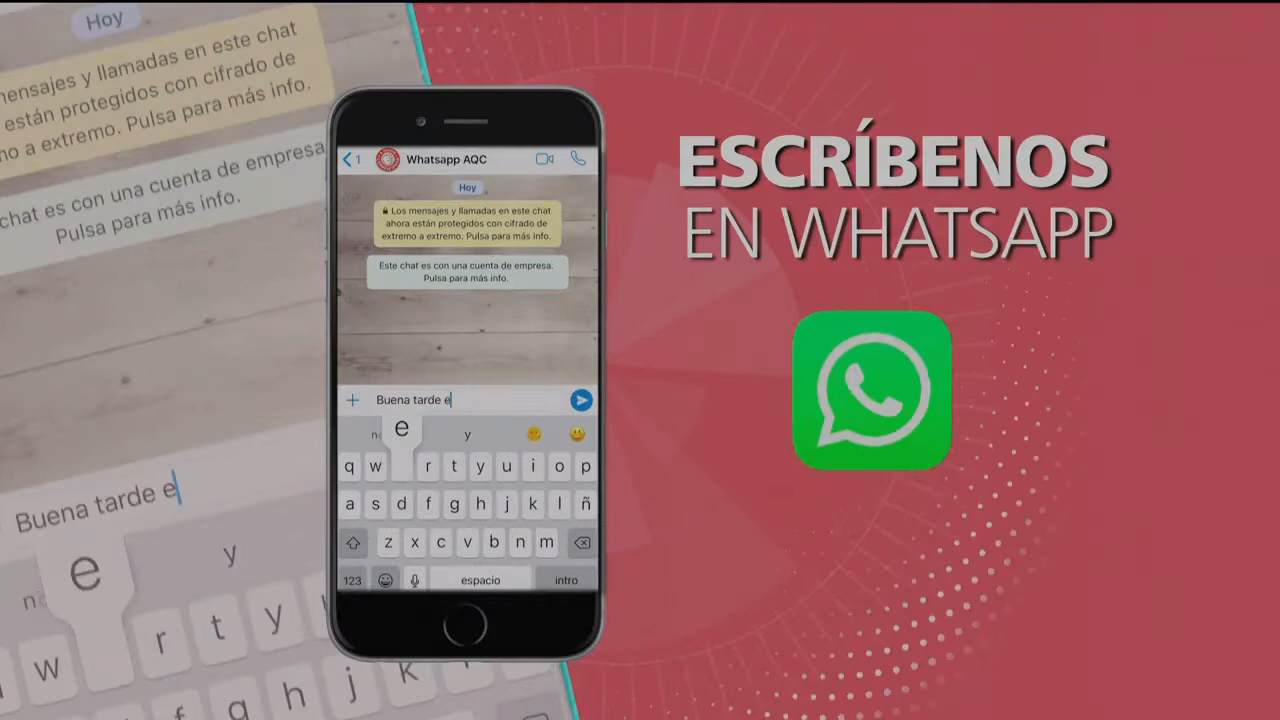 Hoy
mensajes y llamadas en este chat
están protegidos con cifrado de
a extremo. Pulsa para más info.
chat es con una cuenta de empresa
Pulsa para más info.
Buena tarde e
e
y
w r t y
f g h j k
1 Whatsapp AQC
Hoy
Los mensajes y llamadas en este chat
ahora están protegidos con cifrado de
extremo a extremo. Pulsa para más info.
Este chat es con una cuenta de empresa.
Pulsa para más info.
Buena tarde e
e y
q w r t y u i o p
a s d f g h j k l ñ
z x c v b n m
123 espacio intro
ESCRÍBENOS
EN WHATSAPP